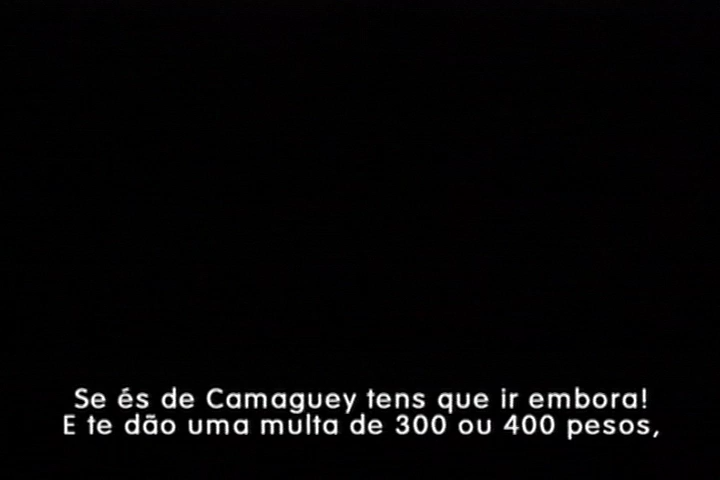 Se és de Camaguey tens que ir embora!
E te dão uma multa de 300 ou 400 pesos,